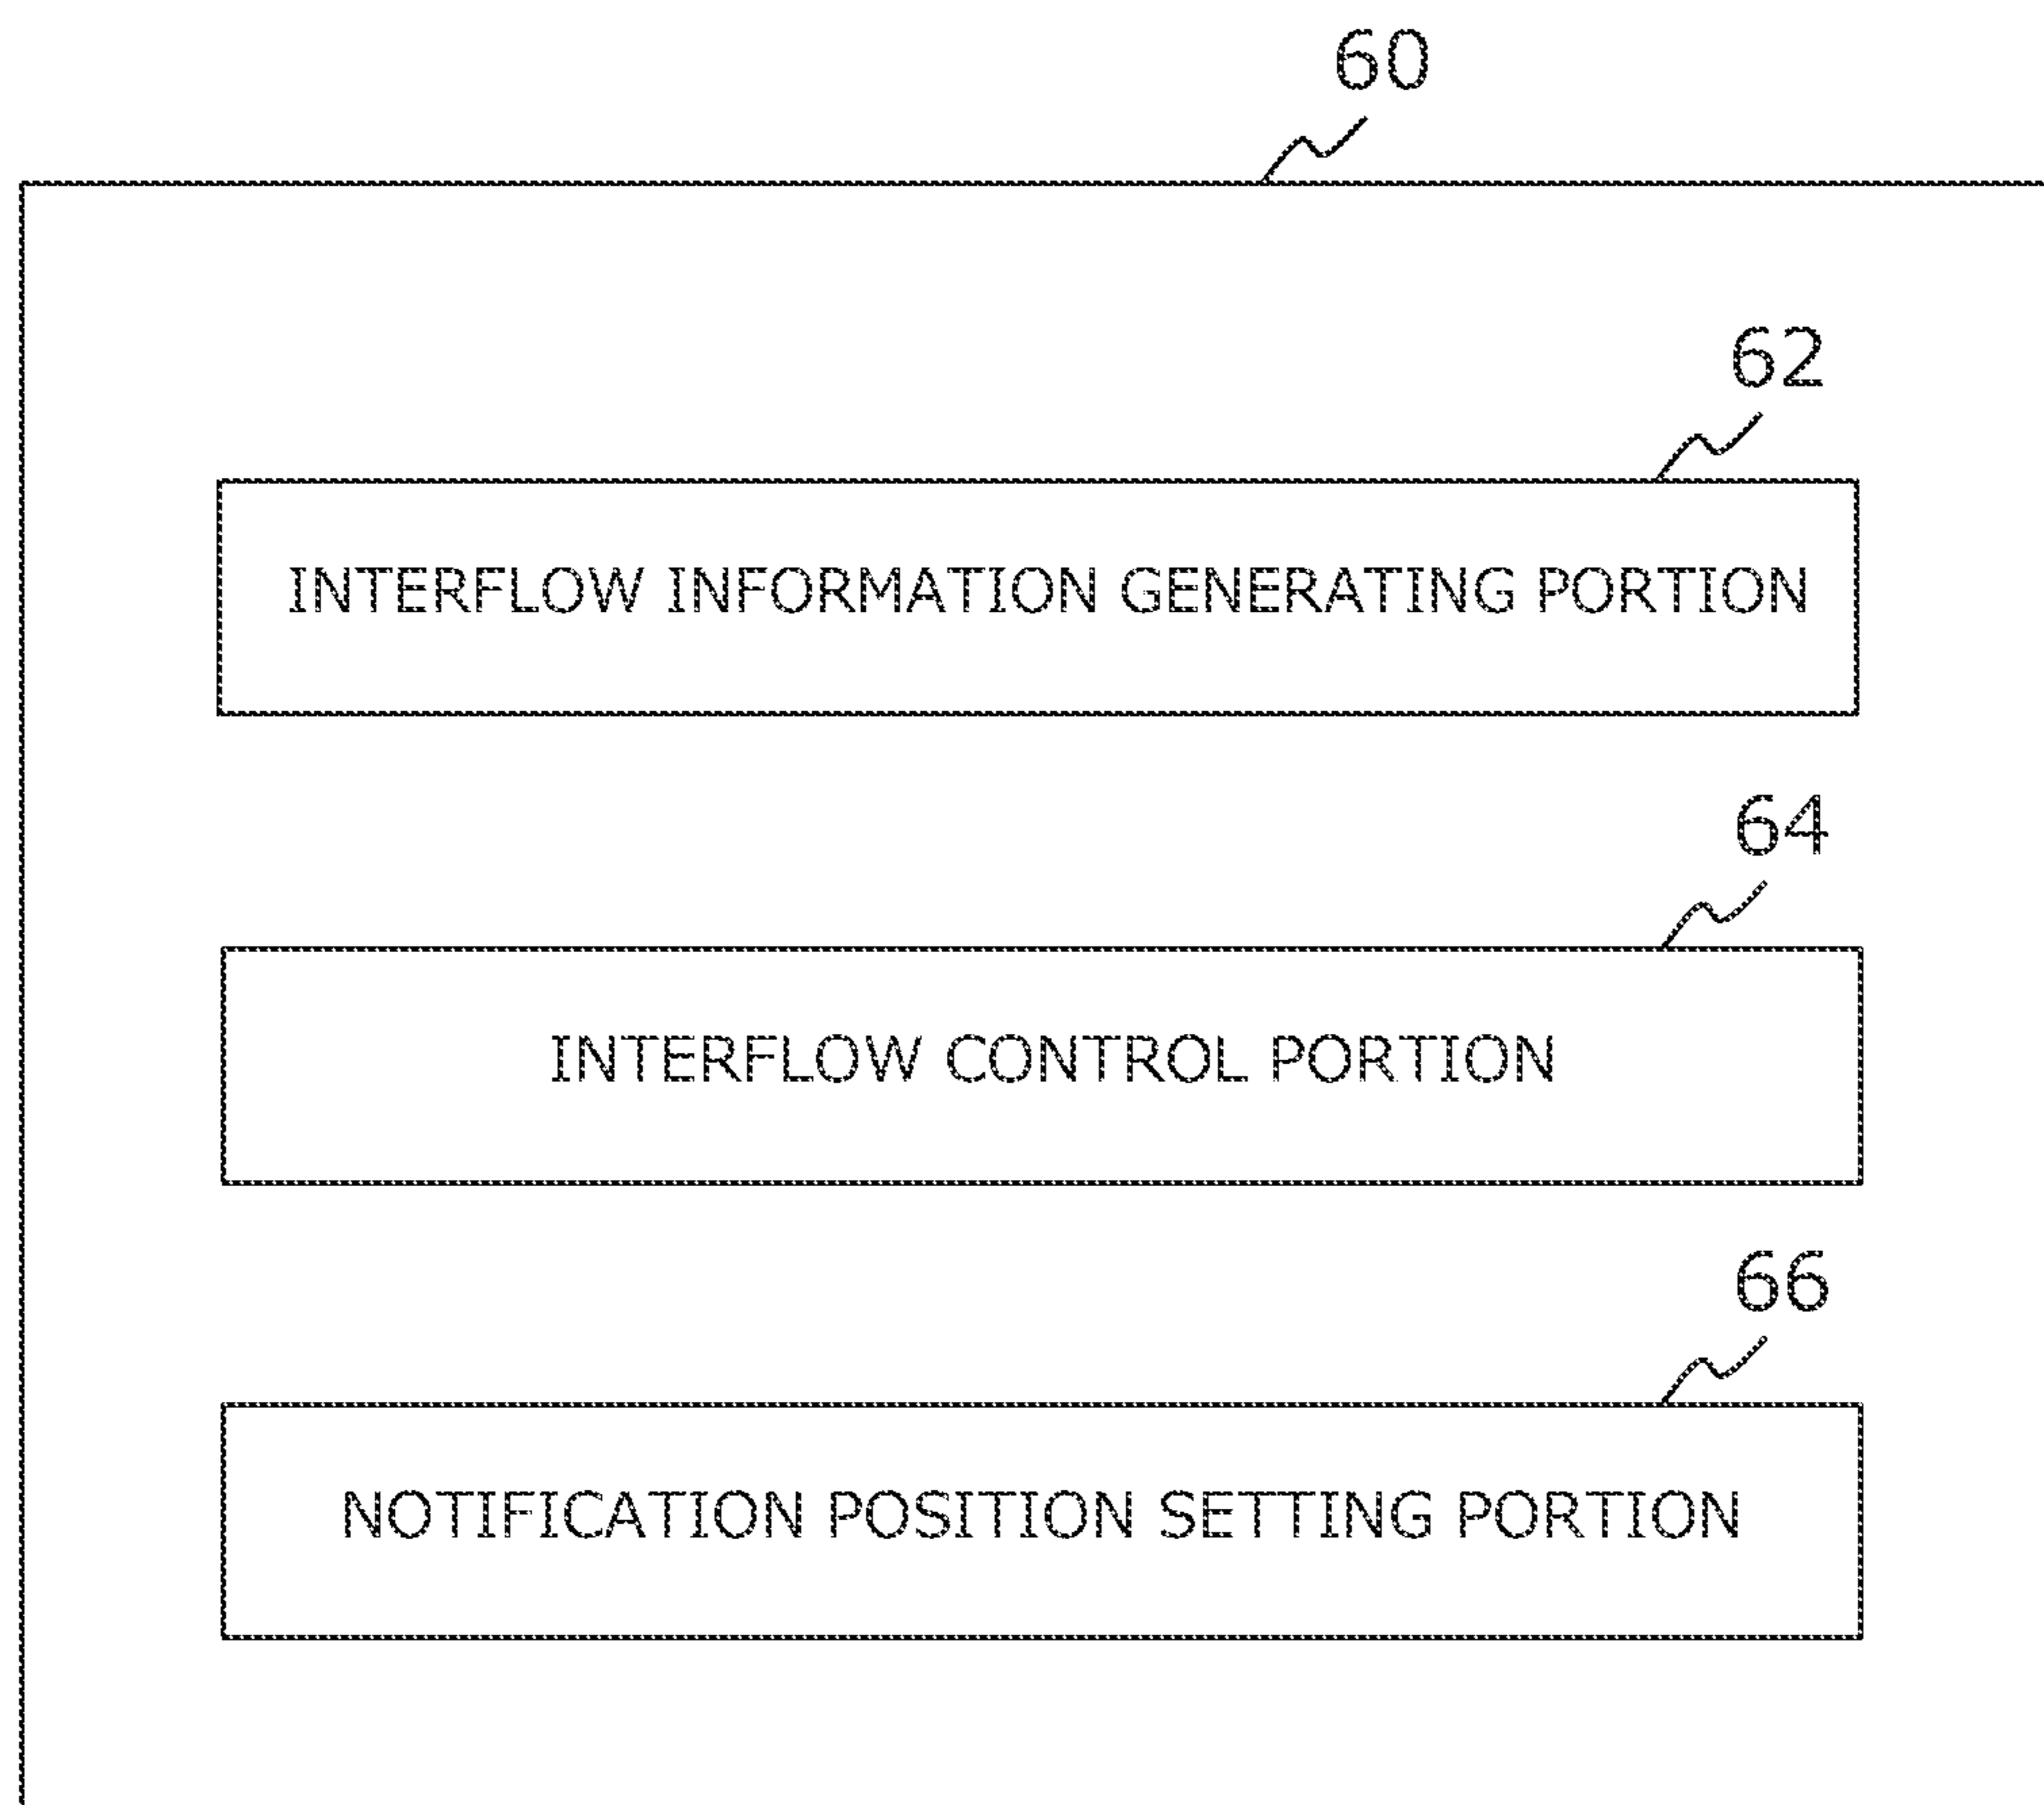 60
62
INTERFLOW INFORMATION GENERATING PORTION
64
INTERFLOW CONTROL PORTION
66
NOTIFICATION POSITION SETTING PORTION